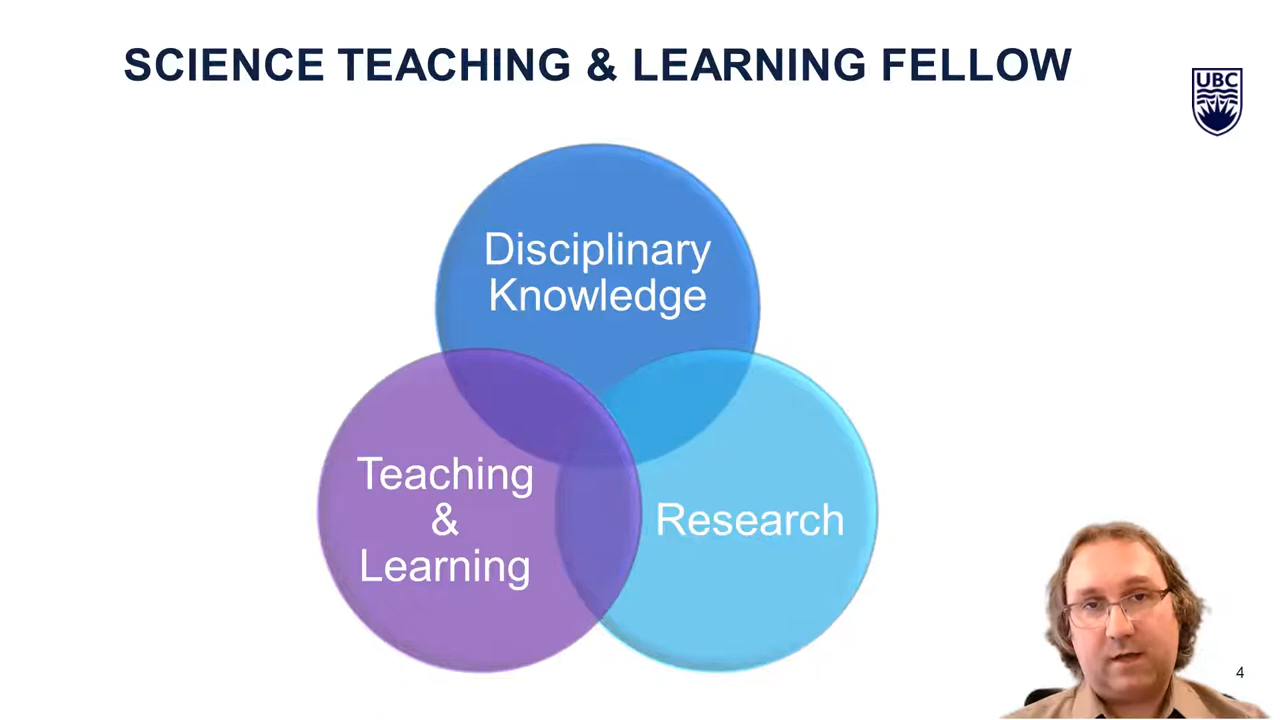 SCIENCE TEACHING & LEARNING FELLOW
UBC
Disciplinary
Knowledge
Teaching
&
Learning
Research
4